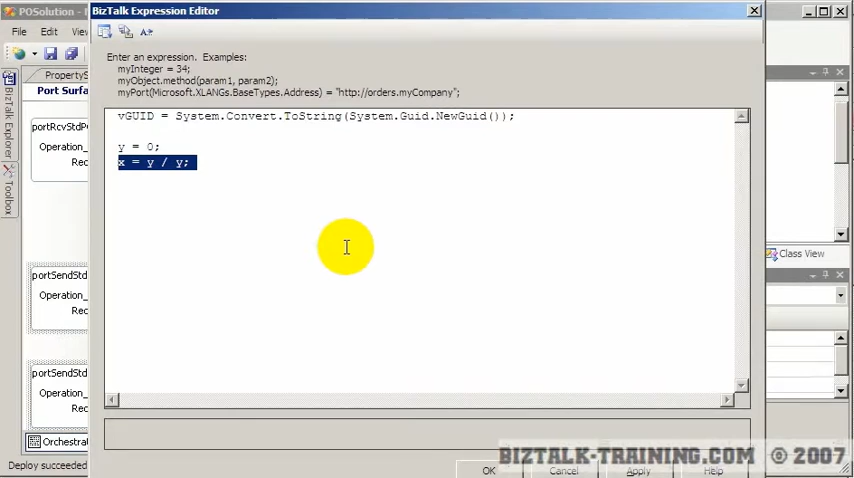 POSolution - M
BizTalk Expression Editor
File Edit Vie
Enter an expression. Examples:
myInteger = 34;
myObject.method(param1, param2);
myPort(Microsoft.XLANGs.BaseTypes.Address) = "http://orders.myCompany";
PropertyS
Port Surfa
vGUID = System.Convert.ToString(System.Guid.NewGuid());
y = 0;
x = y / y;
BizTalk Explorer
Toolbox
portRcvStdP
Operation_
Rec
Class View
portSendStd
Operation_
Rec
portSendStd
Operation_
Rec
Orchestra
Deploy succeeded
OK Cancel Apply Help
BIZTALK-TRAINING.COM © 2007